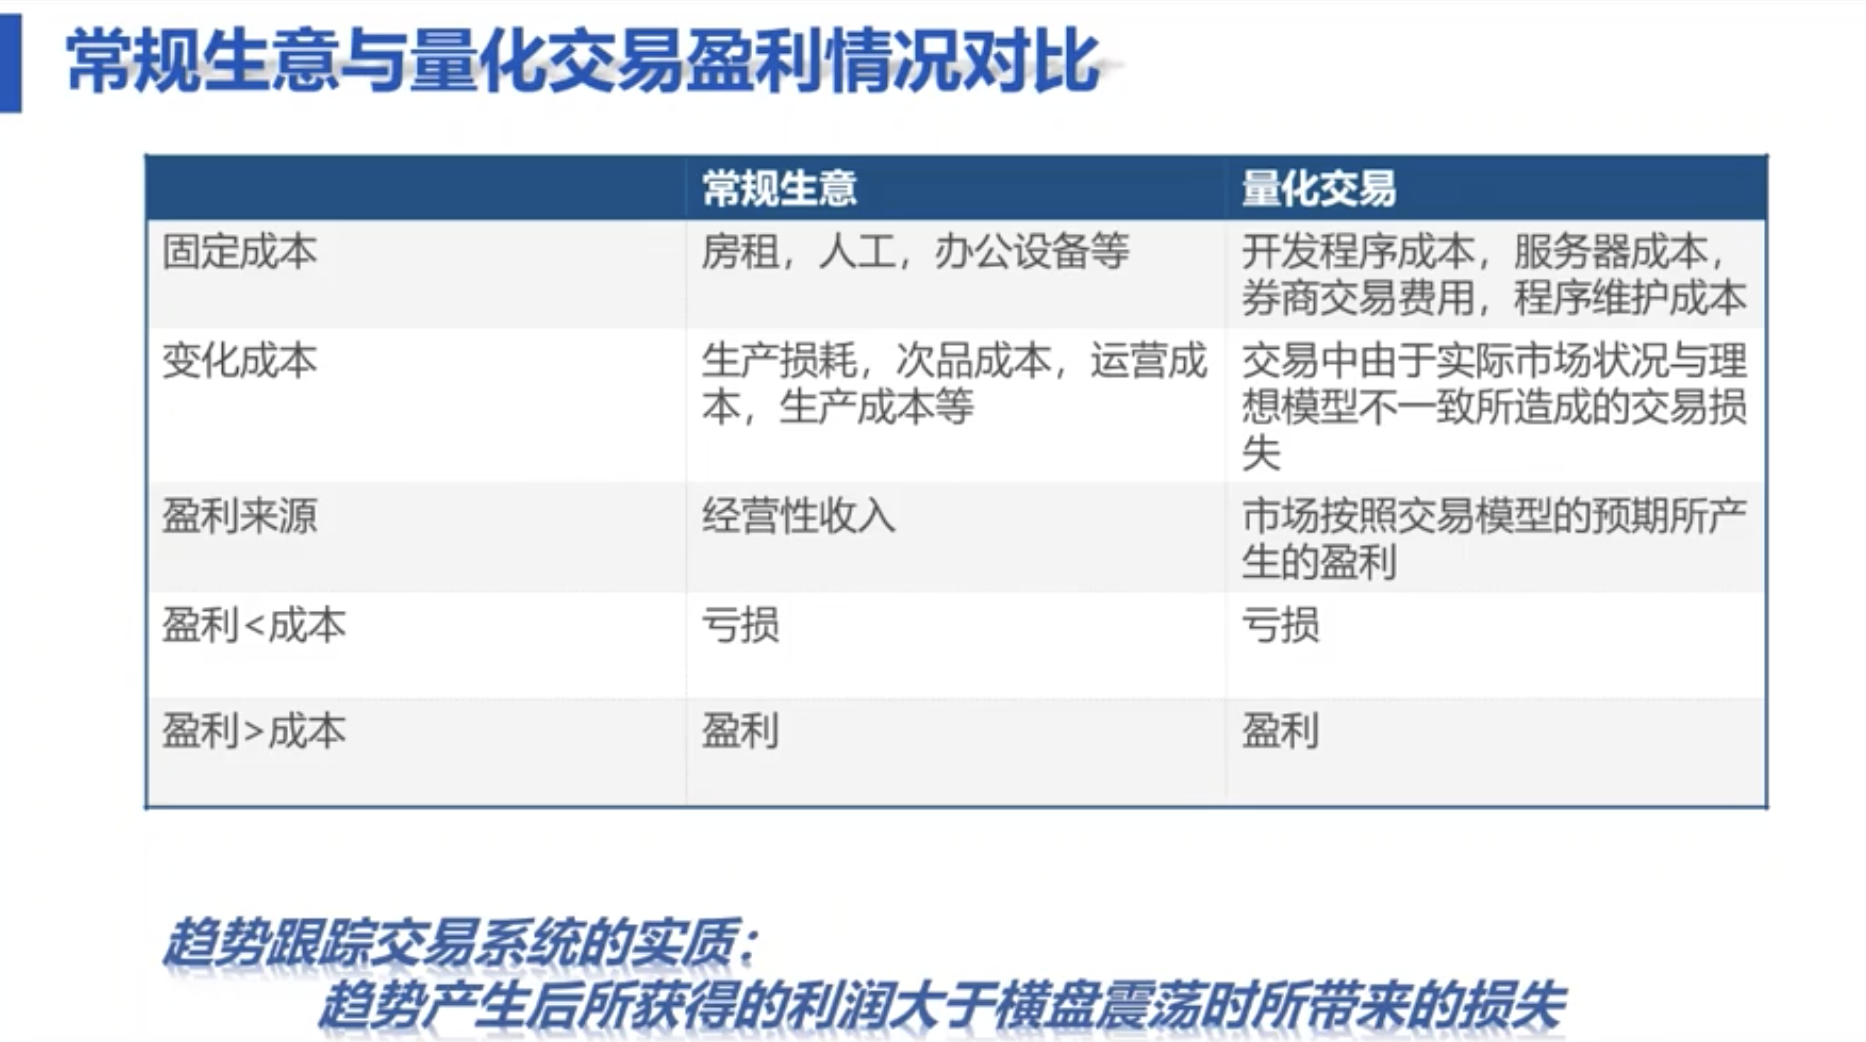 常规生意与量化交易盈利情况对比
常规生意
量化交易
固定成本
房租，人工，办公设备等
开发程序成本，服务器成本，
券商交易费用，程序维护成本
变化成本
生产损耗，次品成本，运营成
本，生产成本等
交易中由于实际市场状况与理
想模型不一致所造成的交易损
失
盈利来源
经营性收入
市场按照交易模型的预期所产
生的盈利
盈利<成本
亏损
亏损
盈利>成本
盈利
盈利
趋势跟踪交易系统的实质：
趋势产生后所获得的利润大于横盘震荡时所带来的损失